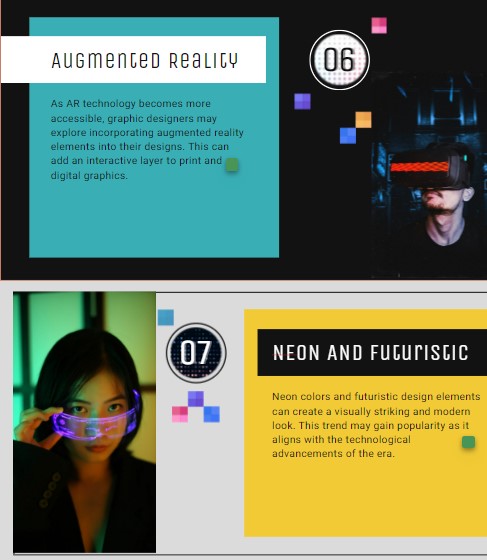 Augmented Reality
06
As AR technology becomes more
accessible, graphic designers may
explore incorporating augmented reality
elements into their designs. This can
add an interactive layer to print and
digital graphics.
07
NEON AND FUTURISTIC
Neon colors and futuristic design elements
can create a visually striking and modern
look. This trend may gain popularity as it
aligns with the technological
advancements of the era.